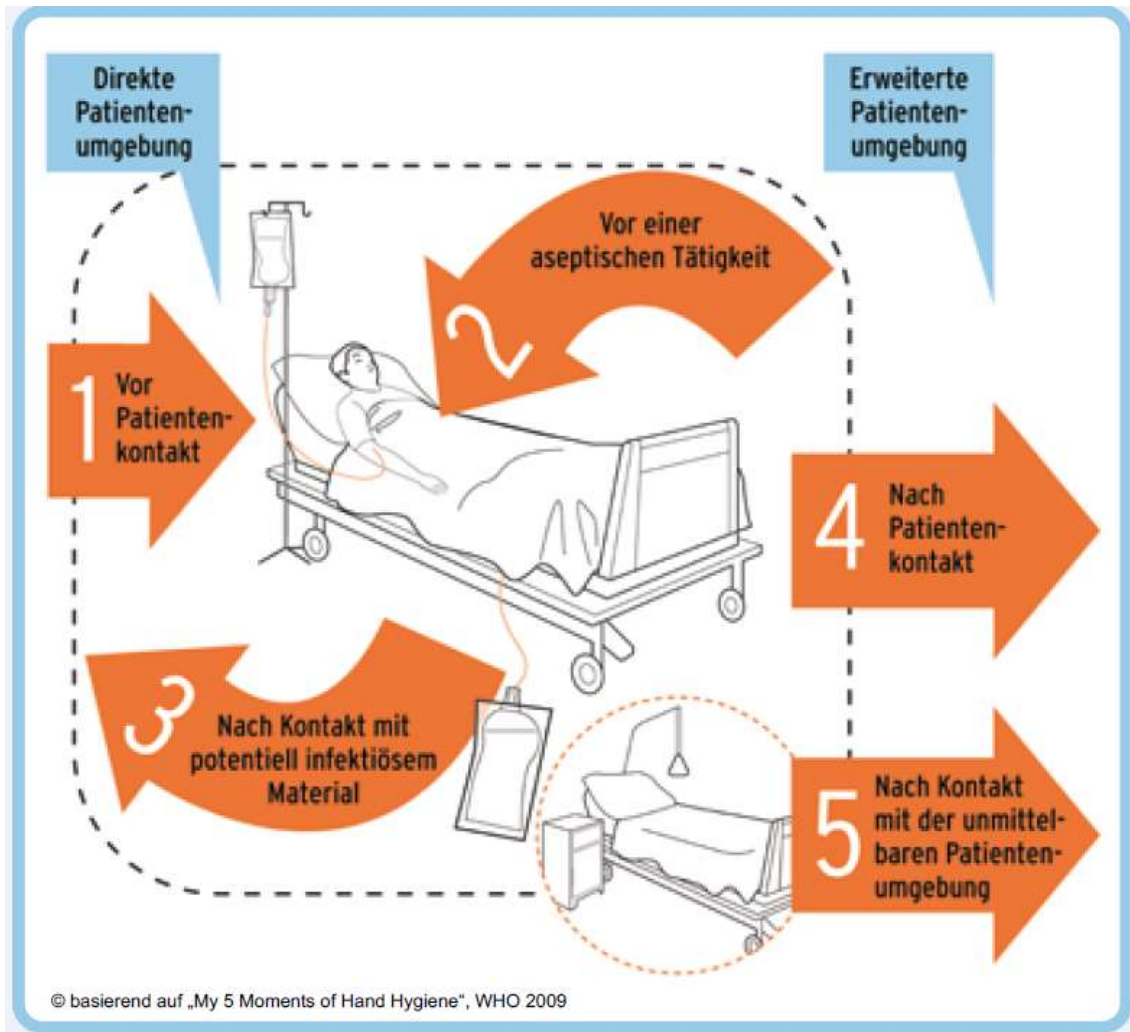 Direkte
Patienten-
umgebung
Erweiterte
Patienten-
umgebung
Vor einer
aseptischen Tätigkeit
2
1
Vor
Patienten-
kontakt
4
Nach
Patienten-
kontakt
3
Nach Kontakt mit
potentiell infektiösem
Material
5
Nach Kontakt
mit der unmittel-
baren Patienten-
umgebung
© basierend auf „My 5 Moments of Hand Hygiene“, WHO 2009